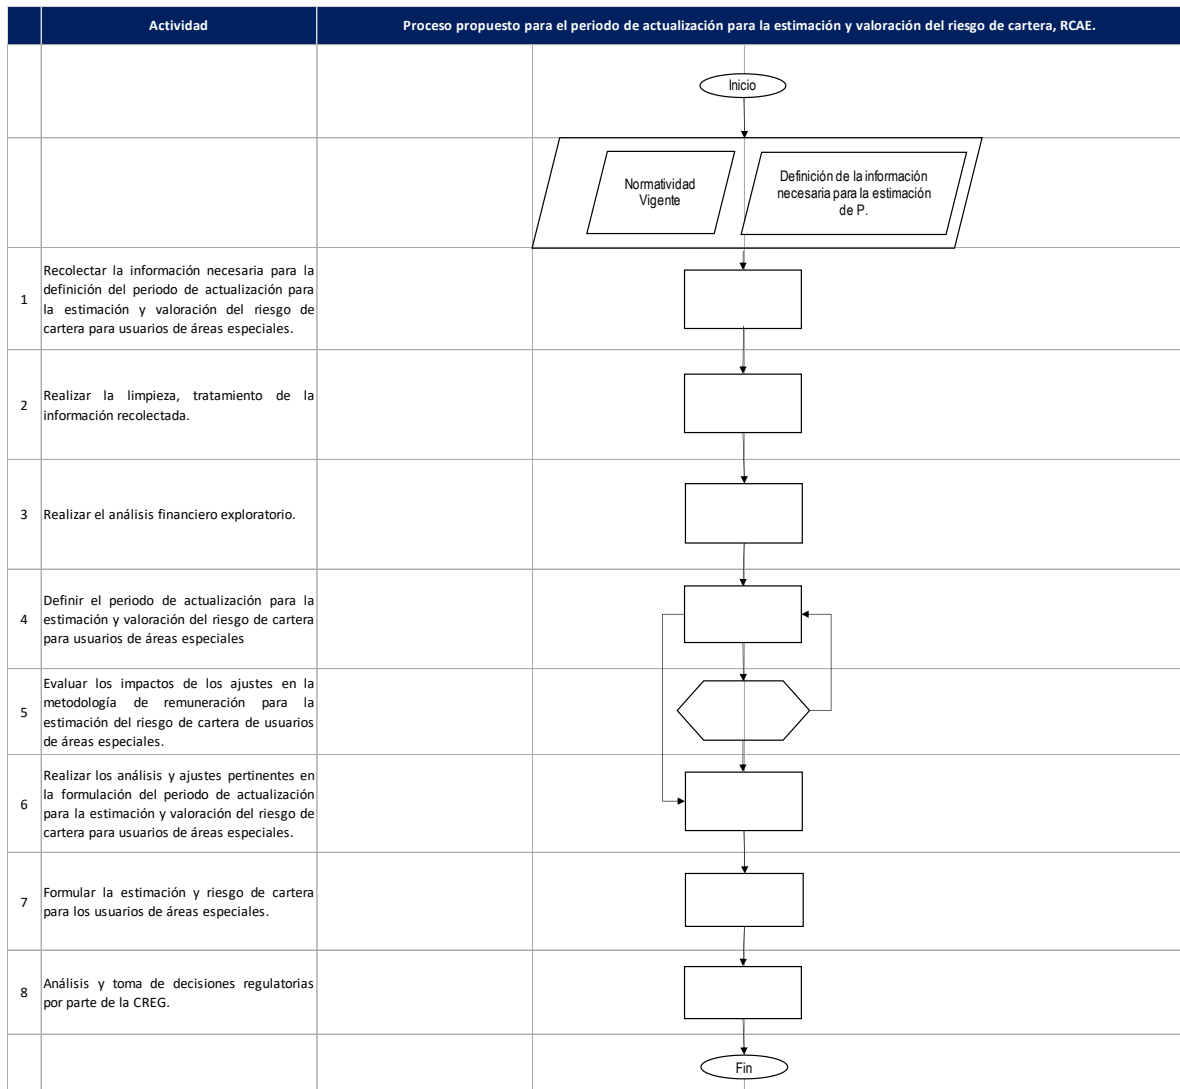 Actividad
Proceso propuesto para el periodo de actualización para la estimación y valoración del riesgo de cartera, RCAE.
Inicio
Normatividad
Vigente
Definición de la información
necesaria para la estimación
de P.
1
Recolectar la información necesaria para la
definición del periodo de actualización para
la estimación y valoración del riesgo de
cartera para usuarios de áreas especiales.
2
Realizar la limpieza, tratamiento de la
información recolectada.
3
Realizar el análisis financiero exploratorio.
4
Definir el periodo de actualización para la
estimación y valoración del riesgo de cartera
para usuarios de áreas especiales
5
Evaluar los impactos de los ajustes en la
metodología de remuneración para la
estimación del riesgo de cartera de usuarios
de áreas especiales.
6
Realizar los análisis y ajustes pertinentes en
la formulación del periodo de actualización
para la estimación y valoración del riesgo de
cartera para usuarios de áreas especiales.
7
Formular la estimación y riesgo de cartera
para los usuarios de áreas especiales.
8
Análisis y toma de decisiones regulatorias
por parte de la CREG.
Fin